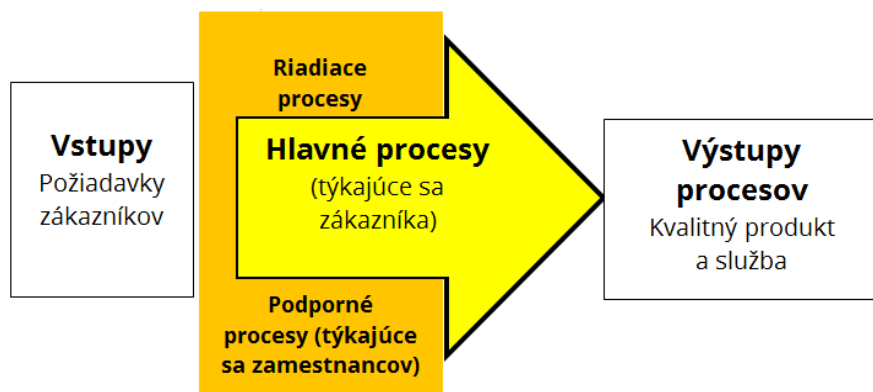 Vstupy
Požiadavky
zákazníkov
Riadiace
procesy
Hlavné procesy
(týkajúce sa
zákazníka)
Podporné
procesy (týkajúce
sa zamestnancov)
Výstupy
procesov
Kvalitný produkt
a služba